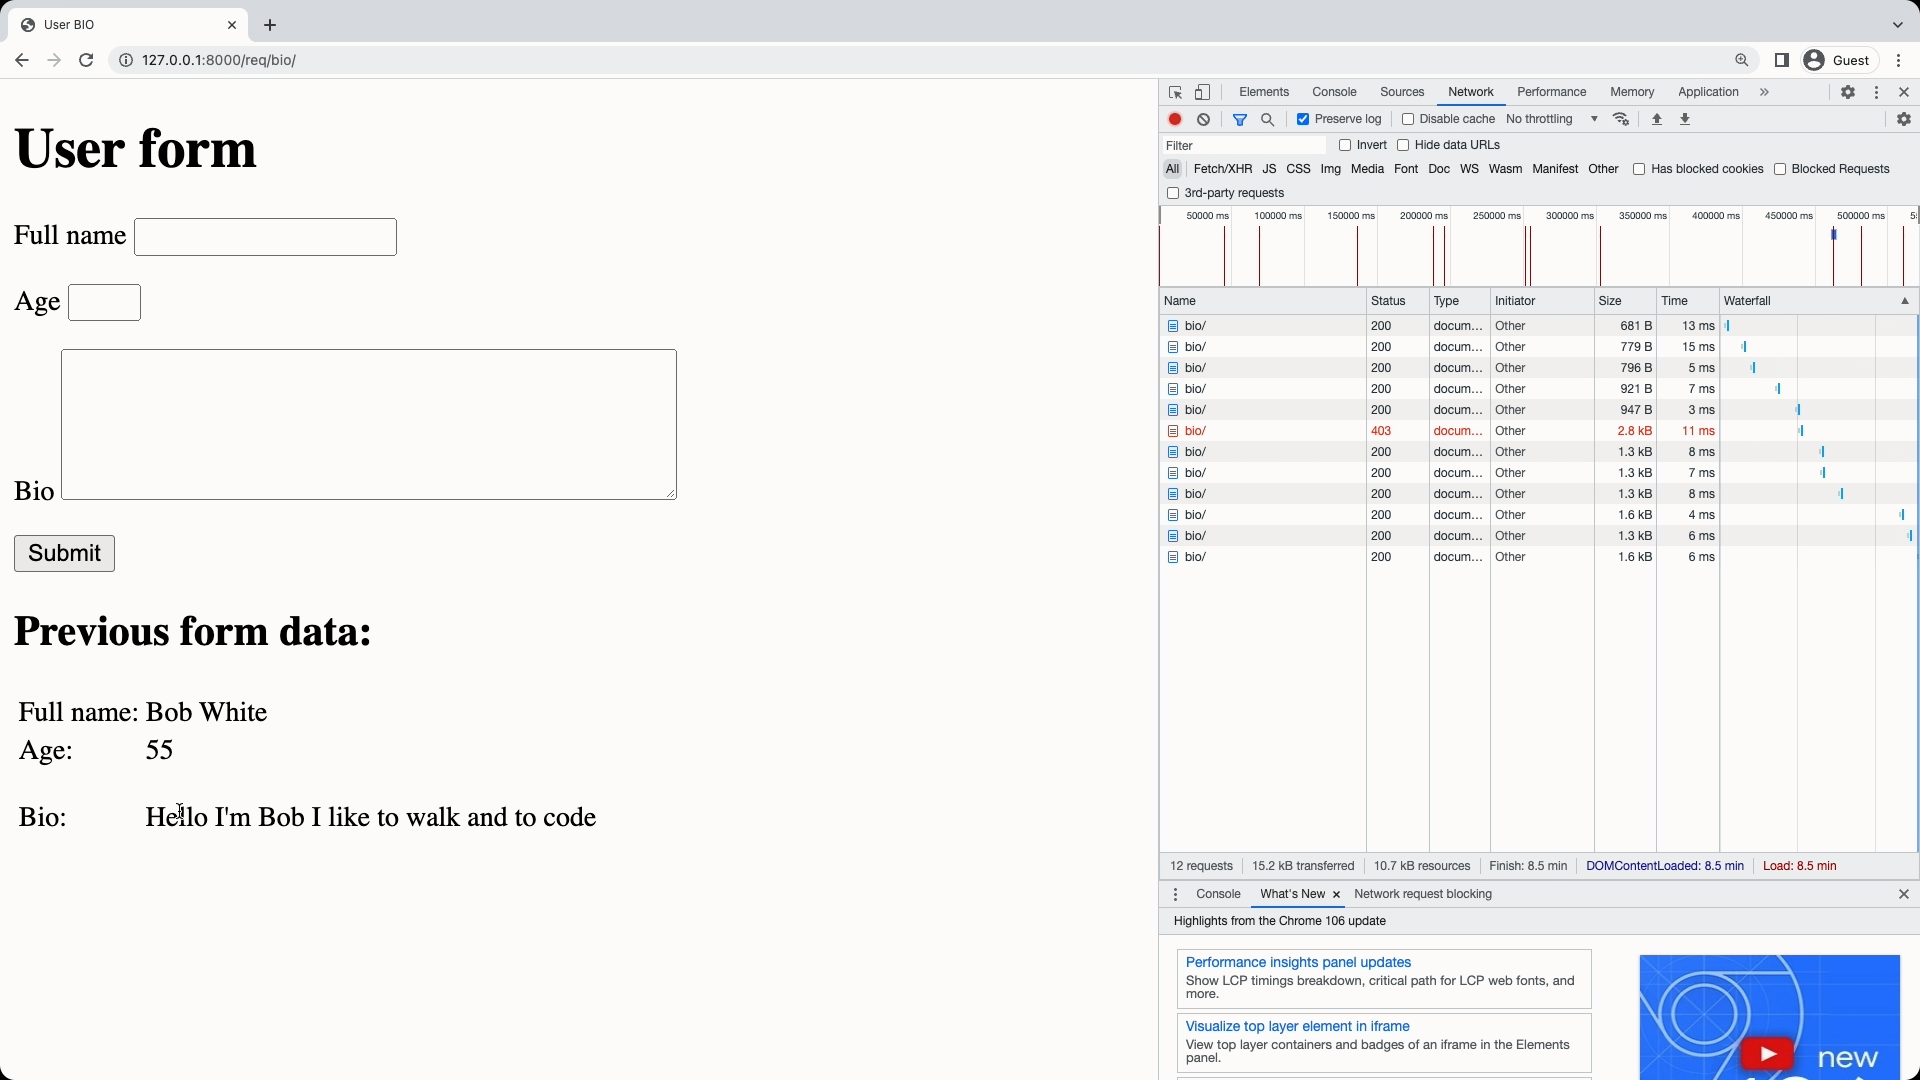 User BIO
127.0.0.1:8000/req/bio/
Guest
User form
Full name
Age
Bio
Submit
Previous form data:
Full name: Bob White
Age: 55
Bio: Hello I'm Bob I like to walk and to code
Elements Console Sources Network Performance Memory Application
Preserve log Disable cache No throttling
Filter Invert Hide data URLs
All Fetch/XHR JS CSS Img Media Font Doc WS Wasm Manifest Other Has blocked cookies Blocked Requests
3rd-party requests
50000 ms 100000 ms 150000 ms 200000 ms 250000 ms 300000 ms 350000 ms 400000 ms 450000 ms 500000 ms
Name Status Type Initiator Size Time Waterfall
bio/ 200 docum... Other 681 B 13 ms
bio/ 200 docum... Other 779 B 15 ms
bio/ 200 docum... Other 796 B 5 ms
bio/ 200 docum... Other 921 B 7 ms
bio/ 200 docum... Other 947 B 3 ms
bio/ 403 docum... Other 2.8 kB 11 ms
bio/ 200 docum... Other 1.3 kB 8 ms
bio/ 200 docum... Other 1.3 kB 7 ms
bio/ 200 docum... Other 1.3 kB 8 ms
bio/ 200 docum... Other 1.6 kB 4 ms
bio/ 200 docum... Other 1.3 kB 6 ms
bio/ 200 docum... Other 1.6 kB 6 ms
12 requests 15.2 kB transferred 10.7 kB resources Finish: 8.5 min DOMContentLoaded: 8.5 min Load: 8.5 min
Console What's New Network request blocking
Highlights from the Chrome 106 update
Performance insights panel updates
Show LCP timings breakdown, critical path for LCP web fonts, and
more.
Visualize top layer element in iframe
View top layer containers and badges of an iframe in the Elements
panel.
new